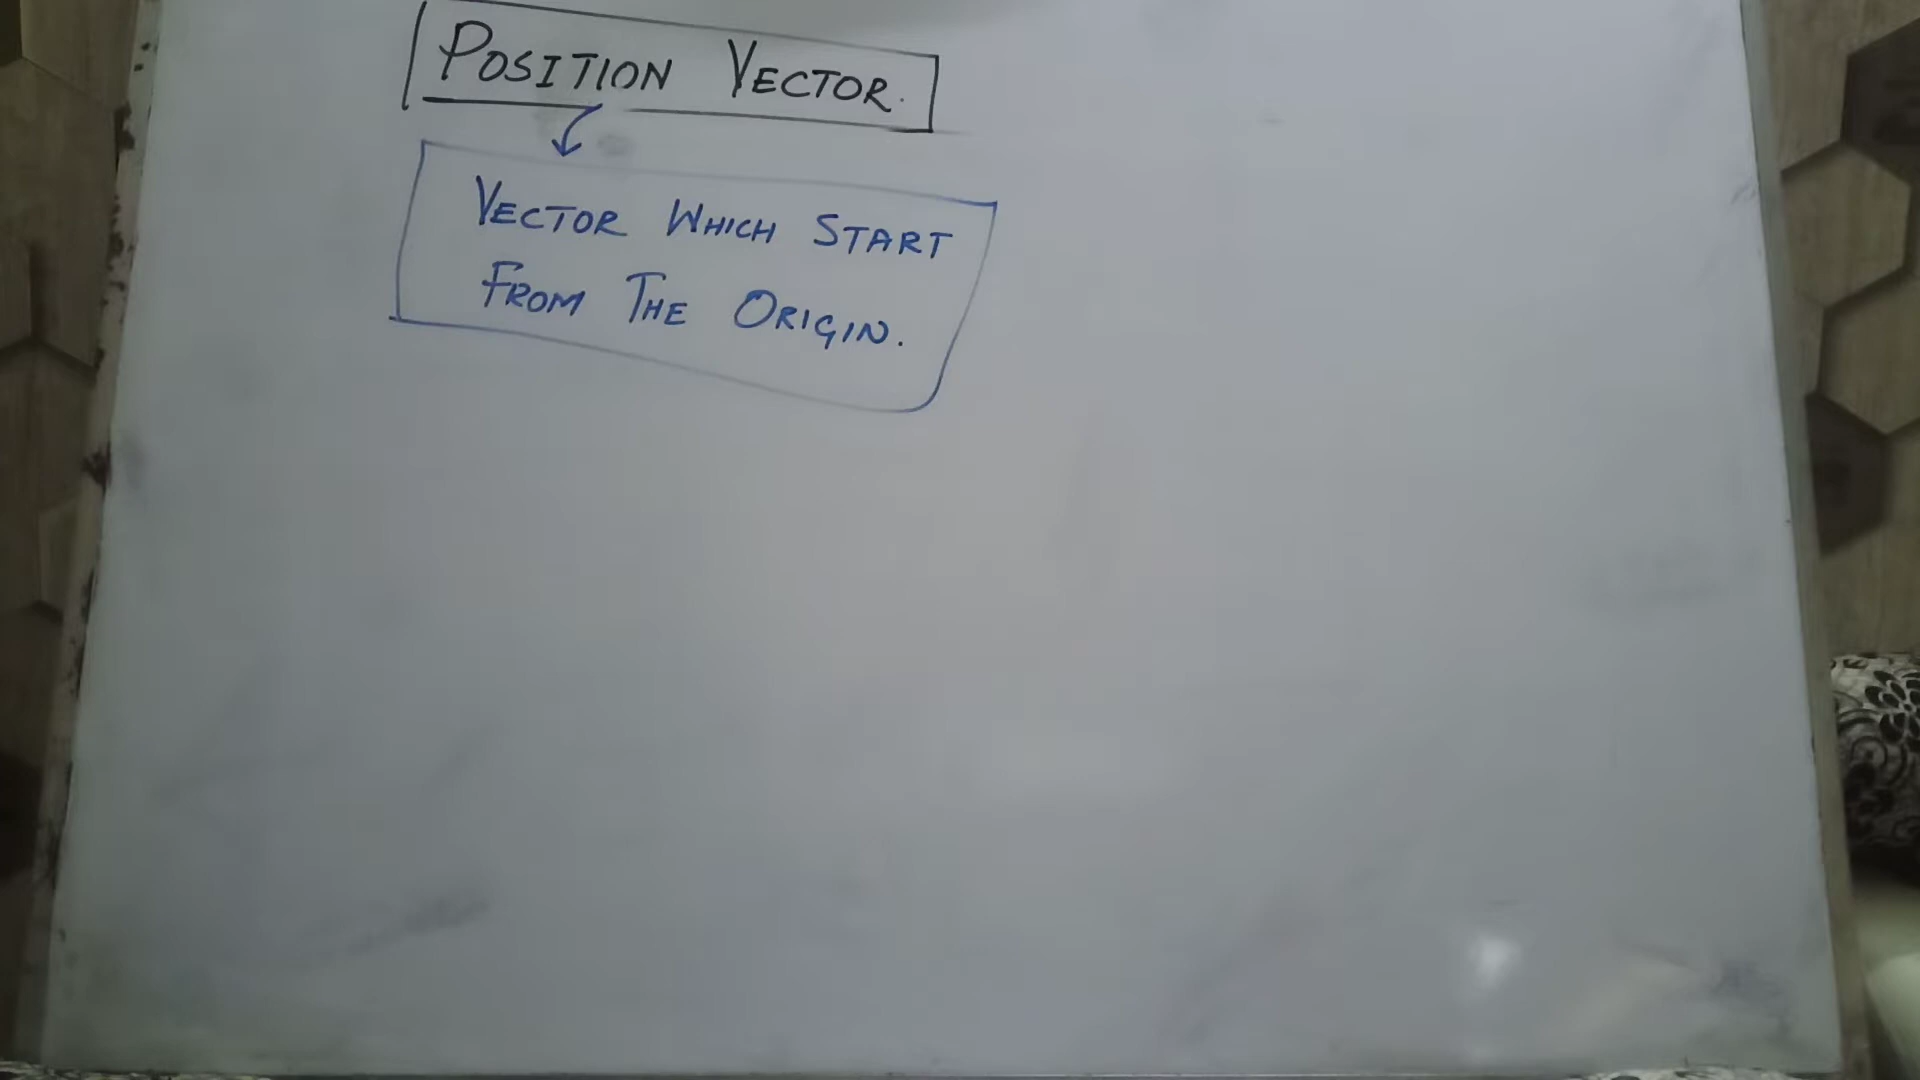 POSITION VECTOR.
VECTOR WHICH START
FROM THE ORIGIN.